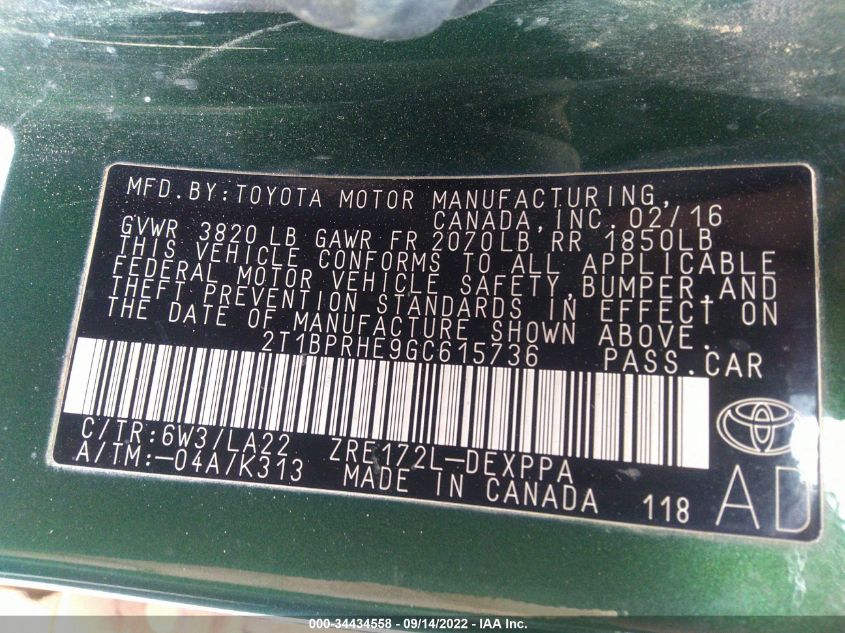 MFD.BY:TOYOTA MOTOR MANUFACTURING,
CANADA,INC. 02/16
GVWR 3820 LB GAWR FR 2070LB RR 1850LB
THIS VEHICLE CONFORMS TO ALL APPLICABLE
FEDERAL MOTOR VEHICLE SAFETY,BUMPER,AND
THEFT PREVENTION STANDARDS IN EFFECT ON
THE DATE OF MANUFACTURE SHOWN ABOVE.
2T1BPRHE9GC615736 PASS.CAR
C/TR:6W3/LA22 ZRE172L-DEXPPA
A/TM:-04A/K313 MADE IN CANADA 118
AD
000-34434558 - 09/14/2022 - IAA Inc.